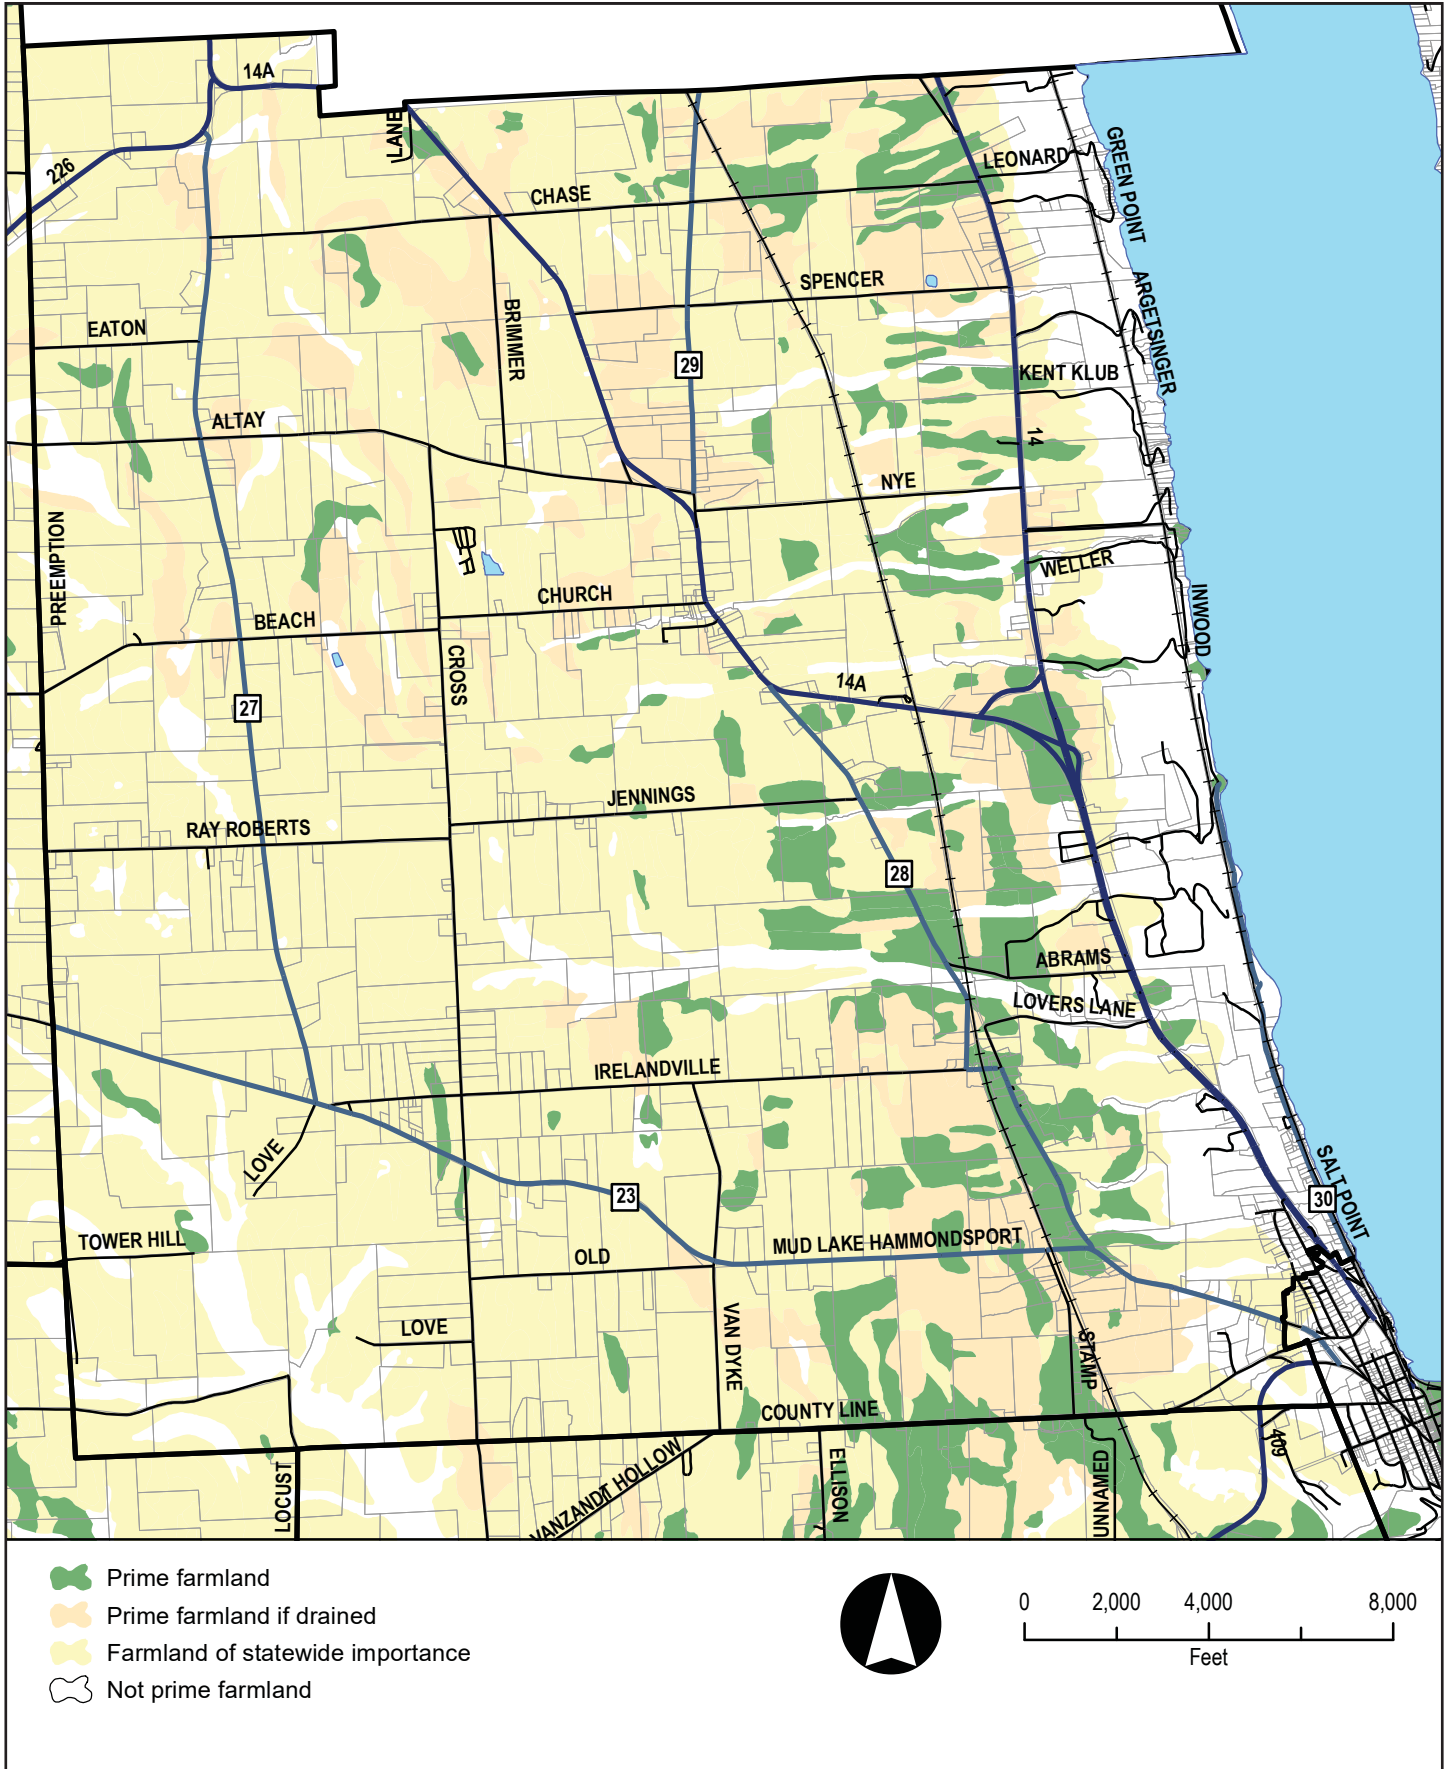 14A
226
LANE
CHASE
LEONARD
GREEN POINT
SPENCER
ARGETSINGER
BRIMMER
EATON
29
KENT KLUB
ALTAY
14
NYE
PREEMPTION
WELLER
CHURCH
INWOOD
BEACH
CROSS
14A
27
JENNINGS
RAY ROBERTS
28
ABRAMS
LOVERS LANE
IRELANDVILLE
LOVE
SALT POINT
23
30
TOWER HILL
MUD LAKE HAMMONDSPORT
OLD
LOVE
VAN DYKE
STAMP
COUNTY LINE
409
LOCUST
VANZANDT HOLLOW
ELLISON
UNNAMED
Prime farmland
Prime farmland if drained
Farmland of statewide importance
Not prime farmland
0 2,000 4,000 8,000
Feet